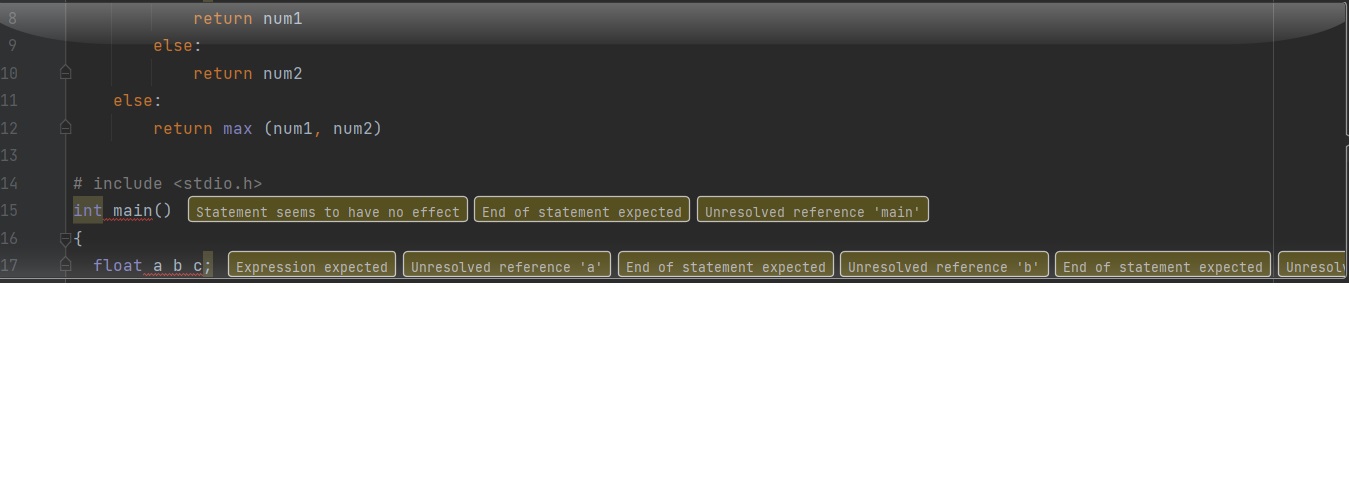 8 return num1
9 else:
10 return num2
11 else:
12 return max (num1, num2)
13
14 # include <stdio.h>
15 int main() Statement seems to have no effect End of statement expected Unresolved reference 'main'
16 {
17 float a b c; Expression expected Unresolved reference 'a' End of statement expected Unresolved reference 'b' End of statement expected